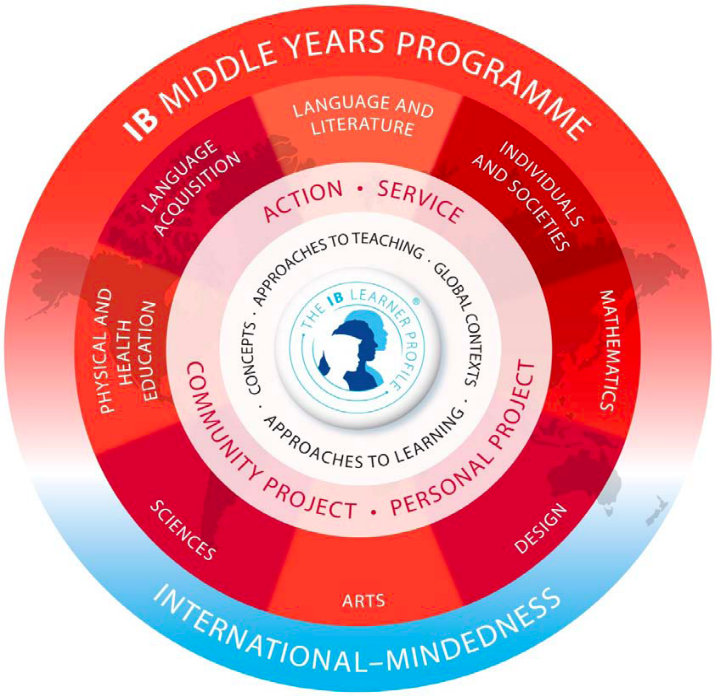 IB MIDDLE YEARS PROGRAMME
LANGUAGE AND
LITERATURE
INDIVIDUALS
AND SOCIETIES
MATHEMATICS
DESIGN
ARTS
SCIENCES
PHYSICAL AND
HEALTH
EDUCATION
LANGUAGE
ACQUISITION
ACTION • SERVICE
PERSONAL PROJECT
COMMUNITY PROJECT •
APPROACHES TO TEACHING ·
GLOBAL CONTEXTS ·
APPROACHES TO LEARNING ·
CONCEPTS ·
THE IB LEARNER PROFILE ®
INTERNATIONAL–MINDEDNESS